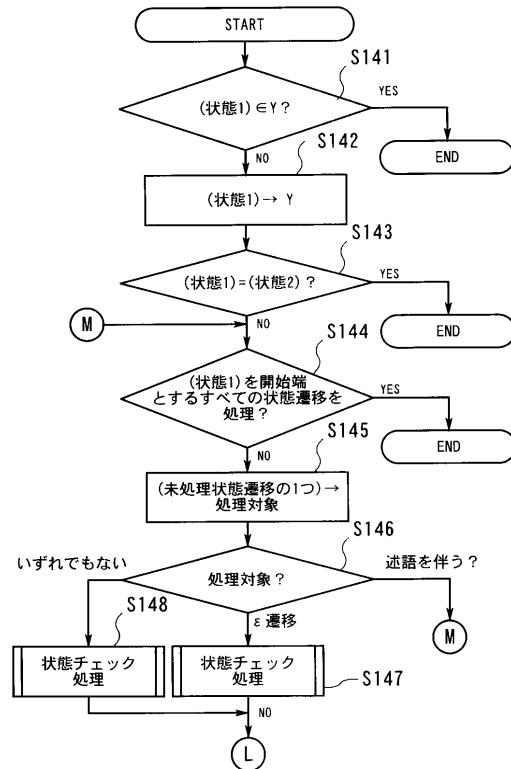 START
S141
(状態1)∈Y?
YES
END
NO
S142
(状態1)→ Y
S143
(状態1)=(状態2)?
YES
END
M
NO
S144
(状態1)を開始端
とするすべての状態遷移を
処理?
YES
END
NO
S145
(未処理状態遷移の1つ)→
処理対象
S146
いずれでもない
処理対象?
述語を伴う?
M
ε遷移
S148
状態チェック
処理
状態チェック
処理
S147
NO
L